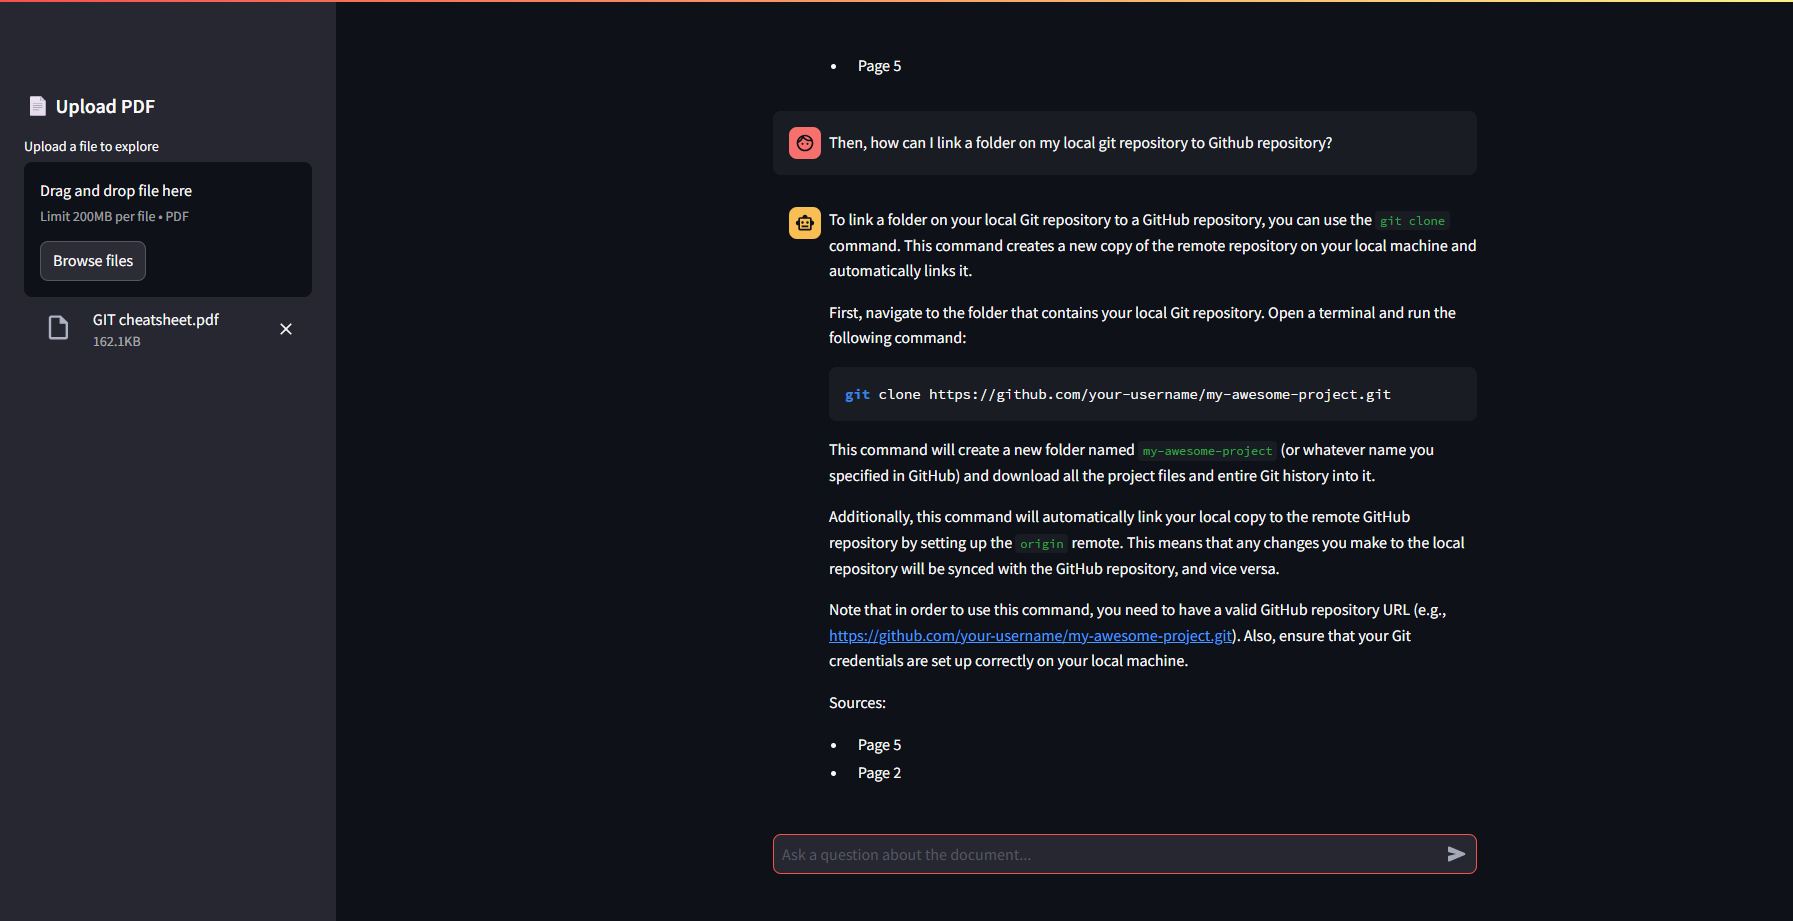 Upload PDF
Upload a file to explore
Drag and drop file here
Limit 200MB per file • PDF
Browse files
GIT cheatsheet.pdf
162.1KB
• Page 5
Then, how can I link a folder on my local git repository to Github repository?
To link a folder on your local Git repository to a GitHub repository, you can use the git clone
command. This command creates a new copy of the remote repository on your local machine and
automatically links it.
First, navigate to the folder that contains your local Git repository. Open a terminal and run the
following command:
git clone https://github.com/your-username/my-awesome-project.git
This command will create a new folder named my-awesome-project (or whatever name you
specified in GitHub) and download all the project files and entire Git history into it.
Additionally, this command will automatically link your local copy to the remote GitHub
repository by setting up the origin remote. This means that any changes you make to the local
repository will be synced with the GitHub repository, and vice versa.
Note that in order to use this command, you need to have a valid GitHub repository URL (e.g.,
https://github.com/your-username/my-awesome-project.git). Also, ensure that your Git
credentials are set up correctly on your local machine.
Sources:
• Page 5
• Page 2
Ask a question about the document...